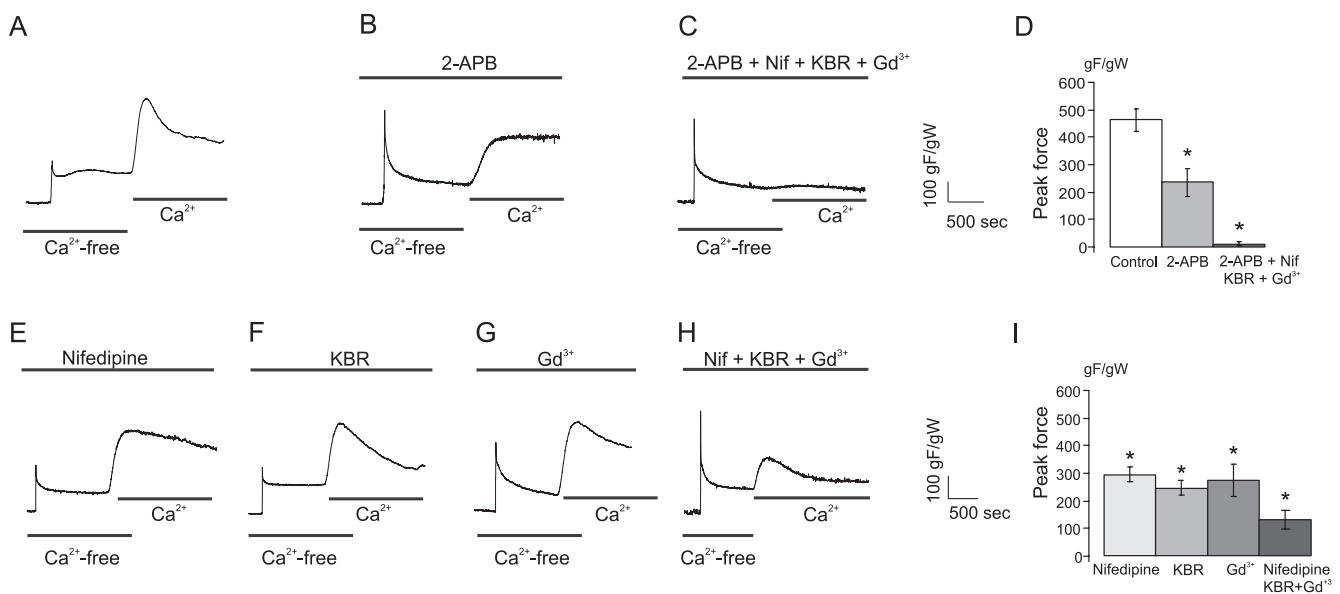 A
B
2-APB
C
2-APB + Nif + KBR + Gd³⁺
D
gF/gW
Peak force
600
500
400
300
200
100
0
*
*
Control
2-APB
2-APB + Nif
KBR + Gd³⁺
Ca²⁺
Ca²⁺-free
Ca²⁺
Ca²⁺-free
Ca²⁺
Ca²⁺-free
100 gF/gW
500 sec
E
Nifedipine
F
KBR
G
Gd³⁺
H
Nif + KBR + Gd³⁺
I
gF/gW
Peak force
600
500
400
300
200
100
0
*
*
*
*
Nifedipine
KBR
Gd³⁺
Nifedipine
KBR+Gd⁺³
Ca²⁺
Ca²⁺-free
Ca²⁺
Ca²⁺-free
Ca²⁺
Ca²⁺-free
Ca²⁺
Ca²⁺-free
100 gF/gW
500 sec